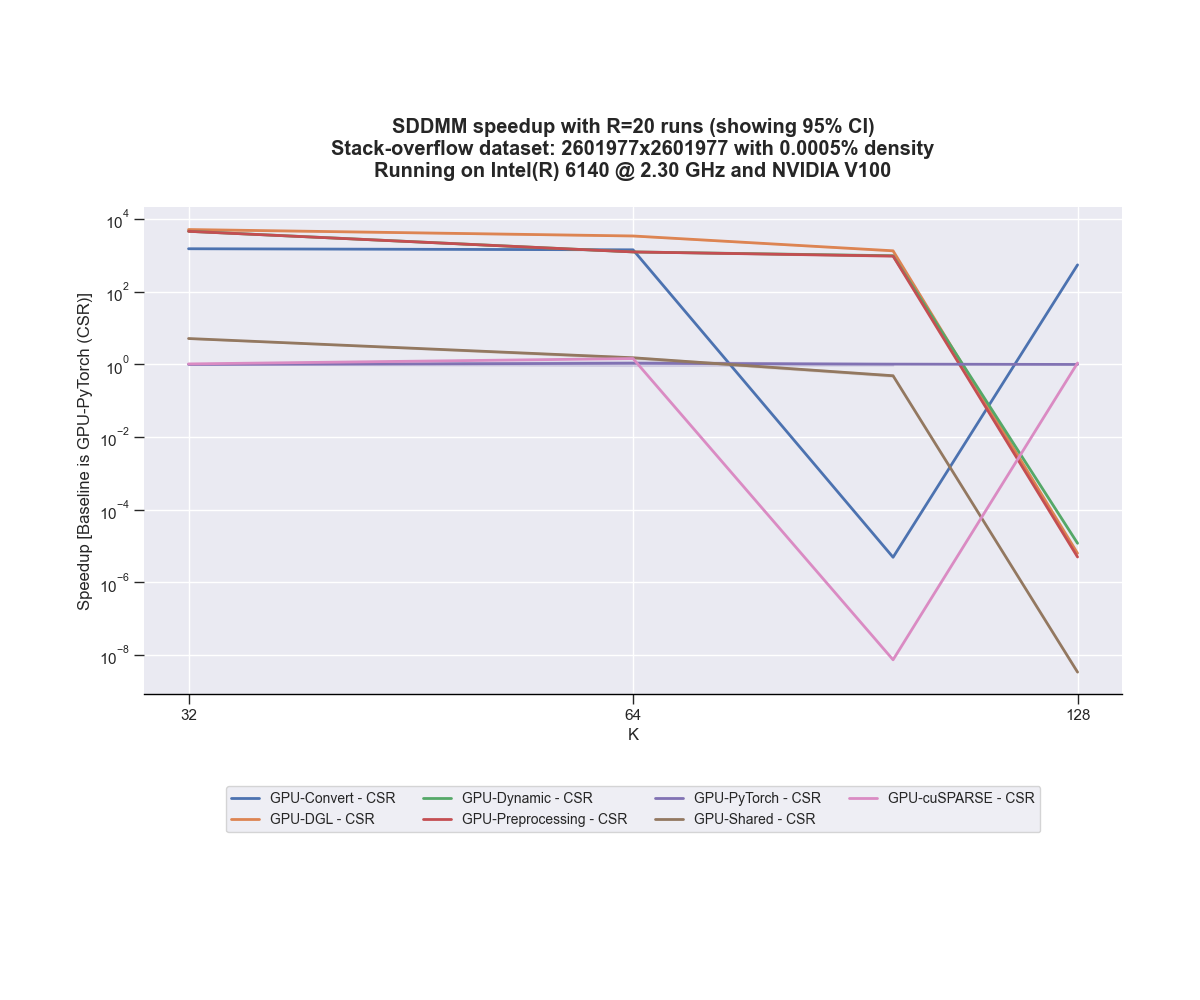 SDDMM speedup with R=20 runs (showing 95% CI)
Stack-overflow dataset: 2601977x2601977 with 0.0005% density
Running on Intel(R) 6140 @ 2.30 GHz and NVIDIA V100
Speedup [Baseline is GPU-PyTorch (CSR)]
10^4
10^2
10^0
10^−2
10^−4
10^−6
10^−8
32 64 128
K
GPU-Convert - CSR GPU-Dynamic - CSR GPU-PyTorch - CSR GPU-cuSPARSE - CSR
GPU-DGL - CSR GPU-Preprocessing - CSR GPU-Shared - CSR